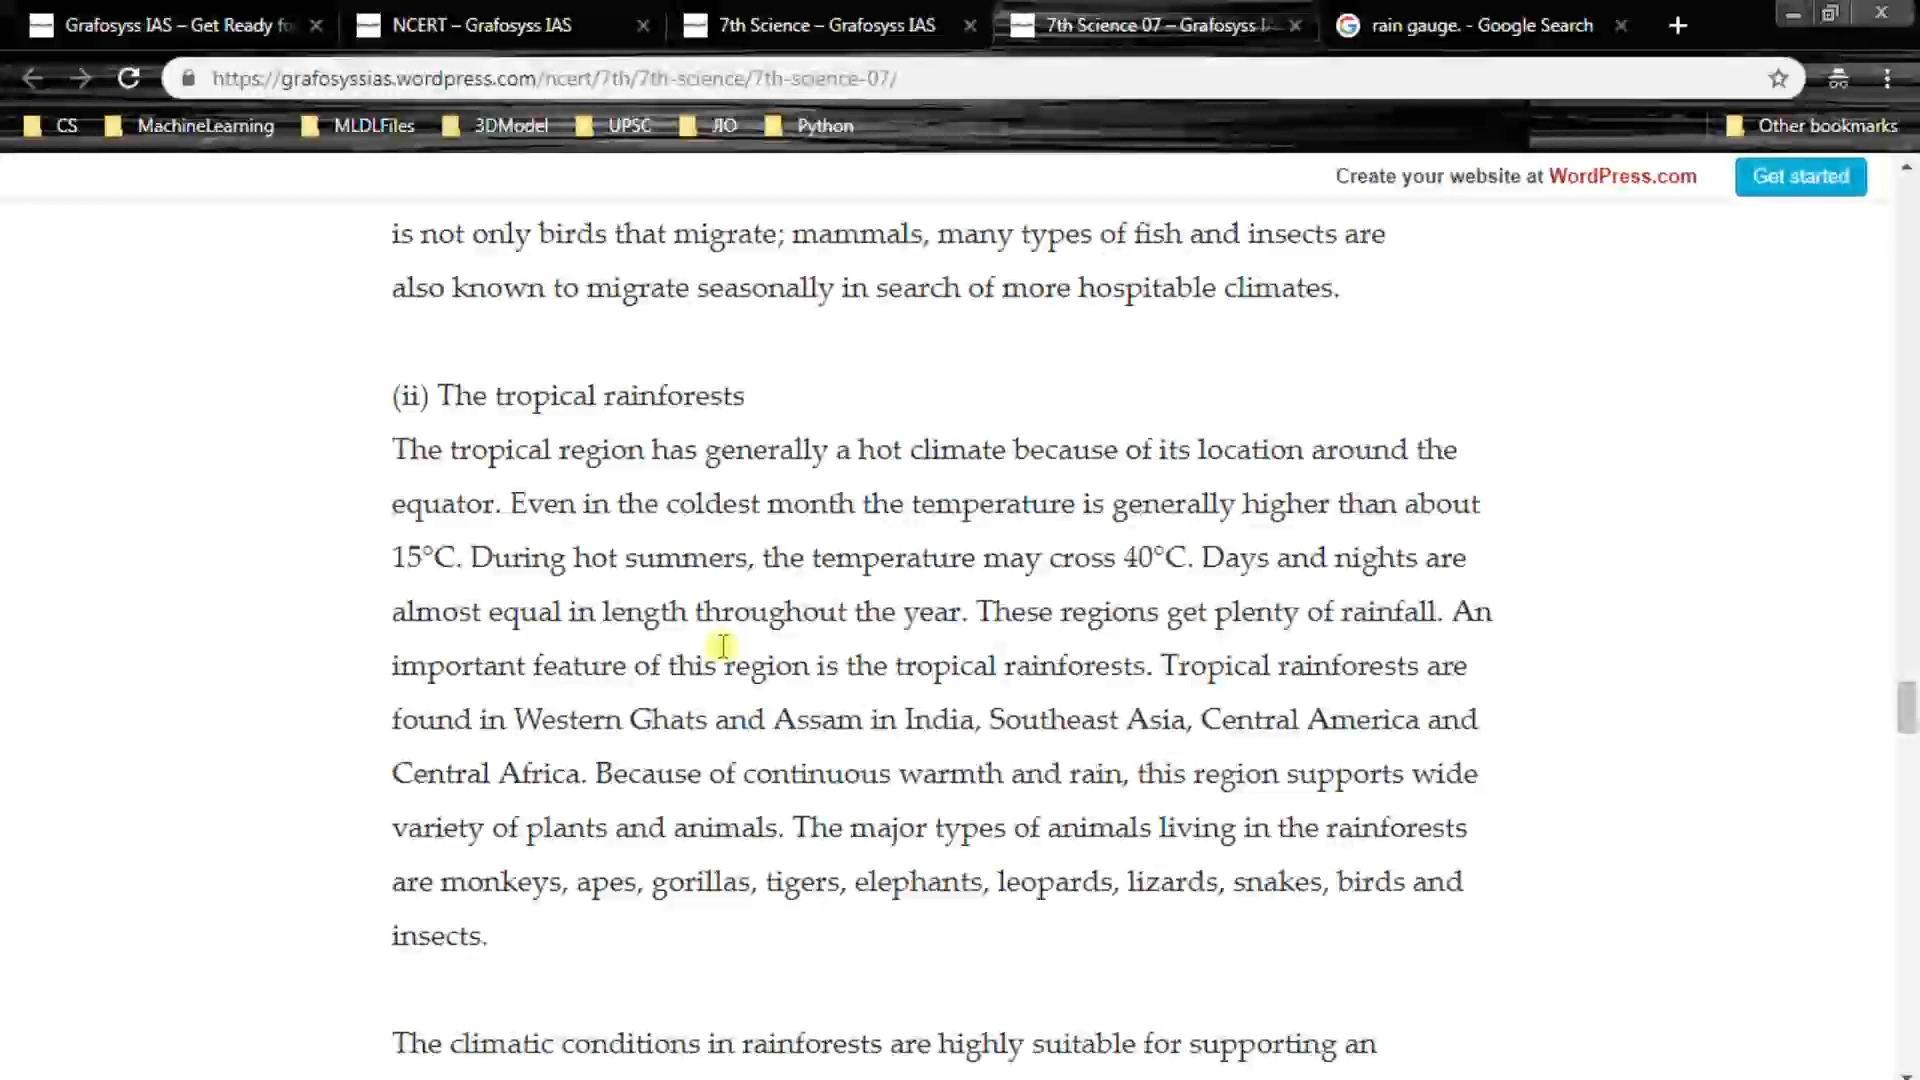 Grafosyss IAS – Get Ready fo
NCERT – Grafosyss IAS
7th Science – Grafosyss IAS
7th Science 07 – Grafosyss I
rain gauge. - Google Search
https://grafosyssias.wordpress.com/ncert/7th/7th-science/7th-science-07/
CS MachineLearning MLDLFiles 3DModel UPSC JIO Python Other bookmarks
Create your website at WordPress.com Get started
is not only birds that migrate; mammals, many types of fish and insects are
also known to migrate seasonally in search of more hospitable climates.
(ii) The tropical rainforests
The tropical region has generally a hot climate because of its location around the
equator. Even in the coldest month the temperature is generally higher than about
15°C. During hot summers, the temperature may cross 40°C. Days and nights are
almost equal in length throughout the year. These regions get plenty of rainfall. An
important feature of this region is the tropical rainforests. Tropical rainforests are
found in Western Ghats and Assam in India, Southeast Asia, Central America and
Central Africa. Because of continuous warmth and rain, this region supports wide
variety of plants and animals. The major types of animals living in the rainforests
are monkeys, apes, gorillas, tigers, elephants, leopards, lizards, snakes, birds and
insects.
The climatic conditions in rainforests are highly suitable for supporting an